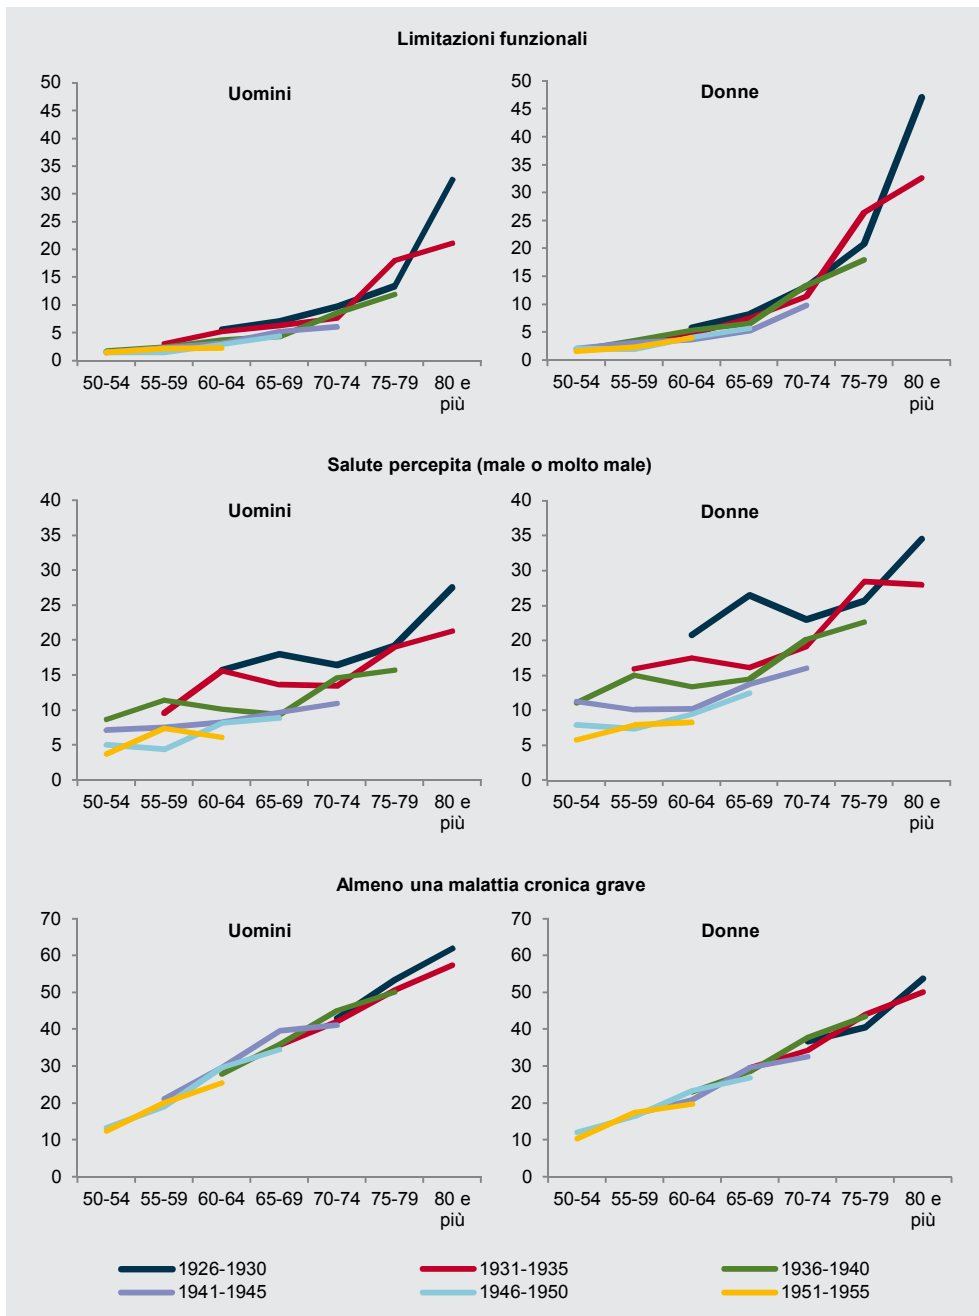 Limitazioni funzionali
Uomini
50
45
40
35
30
25
20
15
10
5
0
50-54 55-59 60-64 65-69 70-74 75-79 80 e
più
Donne
50
45
40
35
30
25
20
15
10
5
0
50-54 55-59 60-64 65-69 70-74 75-79 80 e
più
Salute percepita (male o molto male)
Uomini
40
35
30
25
20
15
10
5
0
50-54 55-59 60-64 65-69 70-74 75-79 80 e
più
Donne
40
35
30
25
20
15
10
5
0
50-54 55-59 60-64 65-69 70-74 75-79 80 e
più
Almeno una malattia cronica grave
Uomini
70
60
50
40
30
20
10
0
50-54 55-59 60-64 65-69 70-74 75-79 80 e
più
Donne
70
60
50
40
30
20
10
0
50-54 55-59 60-64 65-69 70-74 75-79 80 e
più
1926-1930 1931-1935 1936-1940
1941-1945 1946-1950 1951-1955